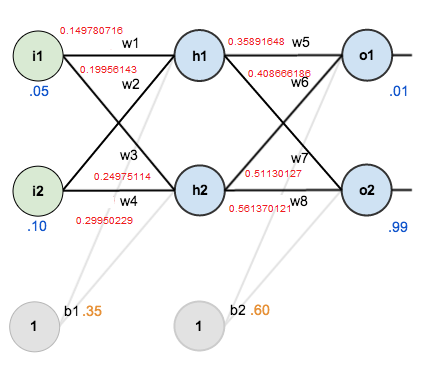 0.149780716
w1
i1
h1
0.35891648
w5
o1
0.19956143
w2
0.408666186
w6
.05
.01
w3
w7
0.24975114
0.51130127
i2
w4
h2
0.561370121
w8
o2
0.29950229
.10
.99
b1 .35
b2 .60
1
1